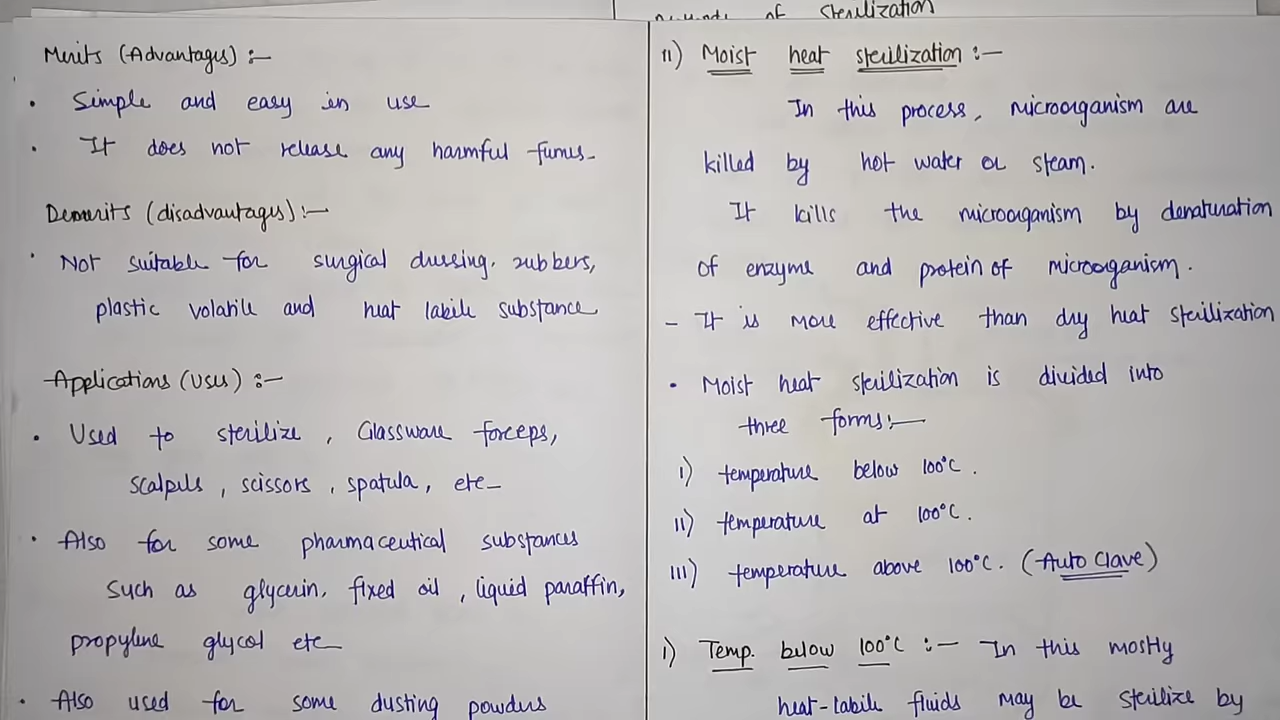 of Sterilization
Merits (Advantages) :-
• Simple and easy in use
• It does not release any harmful fumes-
Demerits (disadvantages) :-
• Not suitable for surgical dressing, rubbers,
plastic volatile and heat labile substance
Applications (Uses) :-
• Used to sterilize, Glassware forceps,
scalpels, scissors, spatula, etc-
• Also for some pharmaceutical substances
such as glycerin, fixed oil, liquid paraffin,
propylene glycol etc
• Also used for some dusting powders
II) Moist heat sterilization :-
In this process, microorganism are
killed by hot water or steam.
It kills the microorganism by denaturation
of enzyme and protein of microorganism.
- It is more effective than dry heat sterilization
• Moist heat sterilization is divided into
three forms:-
i) temperature below 100°C.
II) temperature at 100°C.
III) temperature above 100°C. (Auto Clave)
i) Temp. below 100°C :- In this mostly
heat-labile fluids may be sterilize by